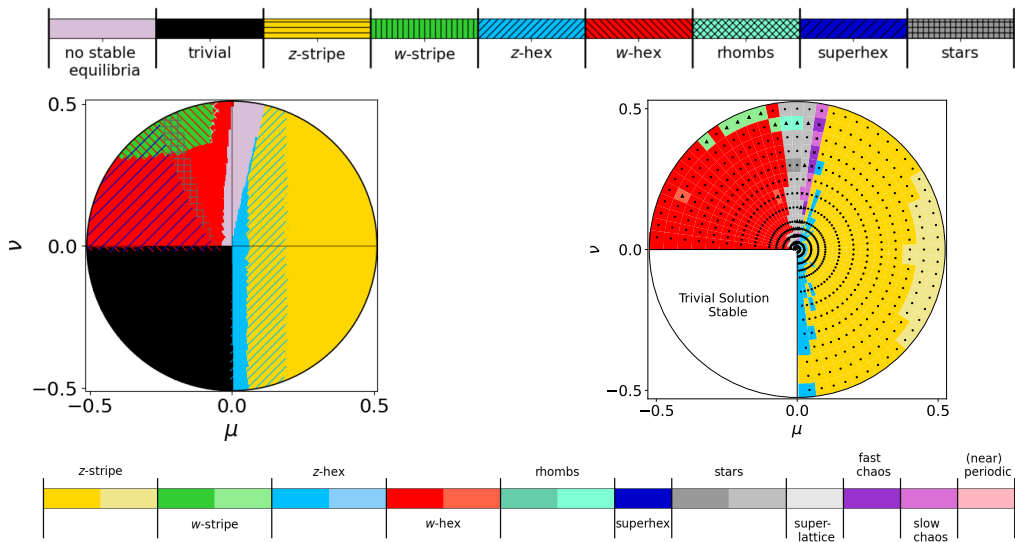 no stable
equilibria
trivial
z-stripe
w-stripe
z-hex
w-hex
rhombs
superhex
stars
0.5
0.0
−0.5
ν
−0.5
0.0
0.5
μ
0.5
0.0
−0.5
ν
Trivial Solution
Stable
−0.5
0.0
0.5
μ
z-stripe
w-stripe
z-hex
w-hex
rhombs
superhex
stars
super-
lattice
fast
chaos
slow
chaos
(near)
periodic